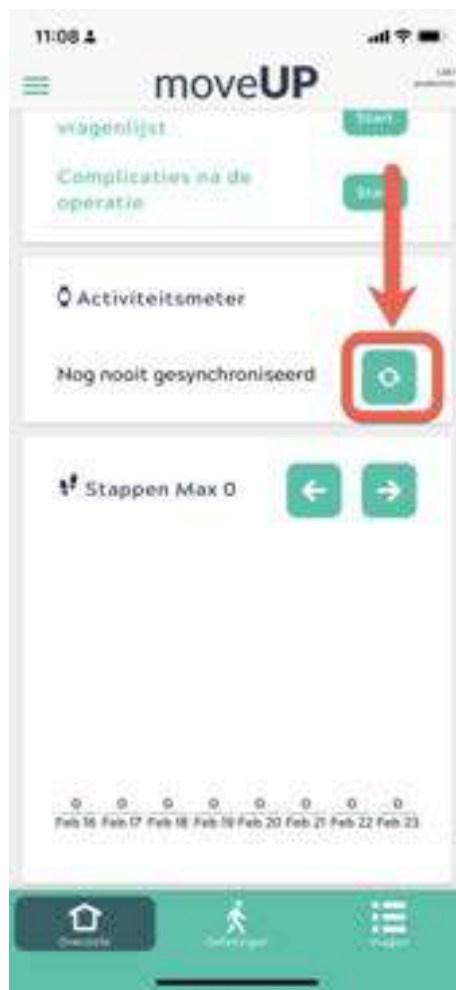 11:08
moveUP
vragenlijst
Start
Complicaties na de
operatie
Activiteitsmeter
Nog nooit gesynchroniseerd
Stappen Max 0
0 0 0 0 0 0 0 0
Feb 16 Feb 17 Feb 18 Feb 19 Feb 20 Feb 21 Feb 22 Feb 23
Overzicht Oefeningen Vragen